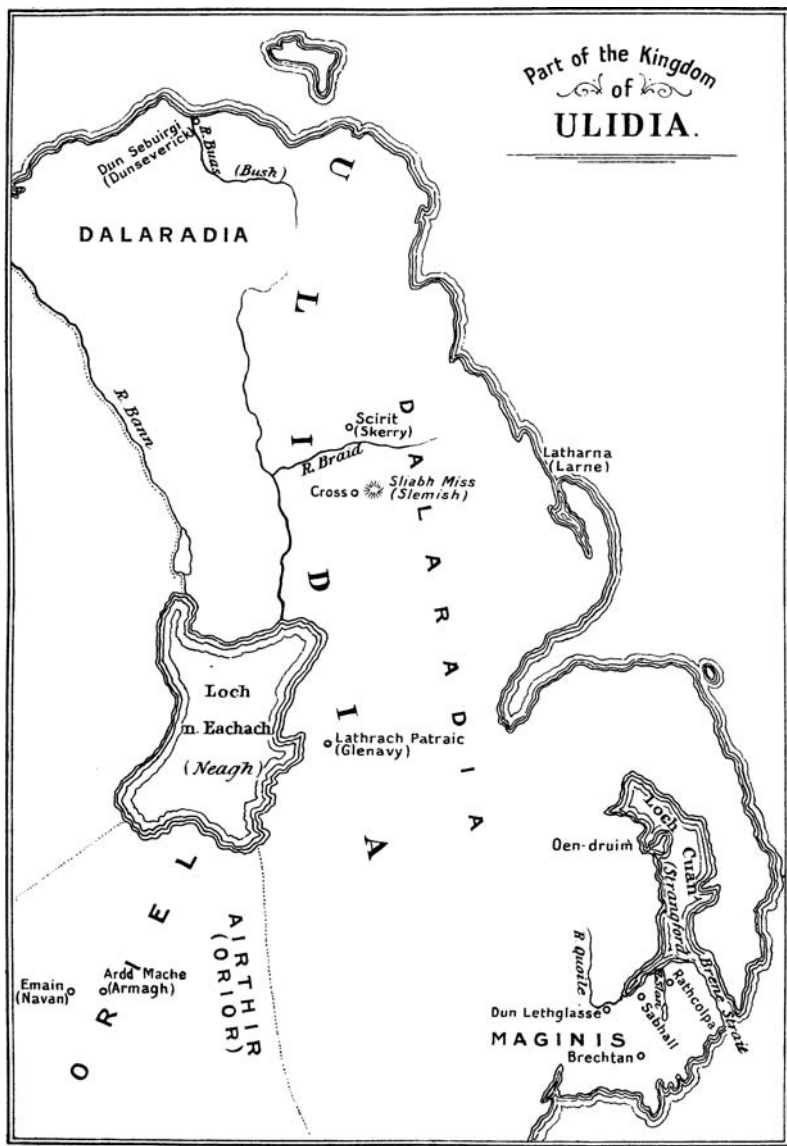 Part of the Kingdom
of
ULIDIA.
Dun Sebuirgi
(Dunseverick)
R. Buas
(Bush)
DALARADIA
ULIDIA
R. Bann
Scirit
(Skerry)
R. Braid
DALARADIA
Latharna
(Larne)
Cross
Sliabh Miss
(Slemish)
Loch
n. Eachach
(Neagh)
Lathrach Patraic
(Glenavy)
Loch
Cuan
(Strangford)
Oen-druim
ORIEL
AIRTHIR
(ORIOR)
Emain
(Navan)
Ardd Mache
(Armagh)
R Quoile
Brene Strait
Rathcolpa
Sabhall
Dun Lethglasse
MAGINIS
Brechtan